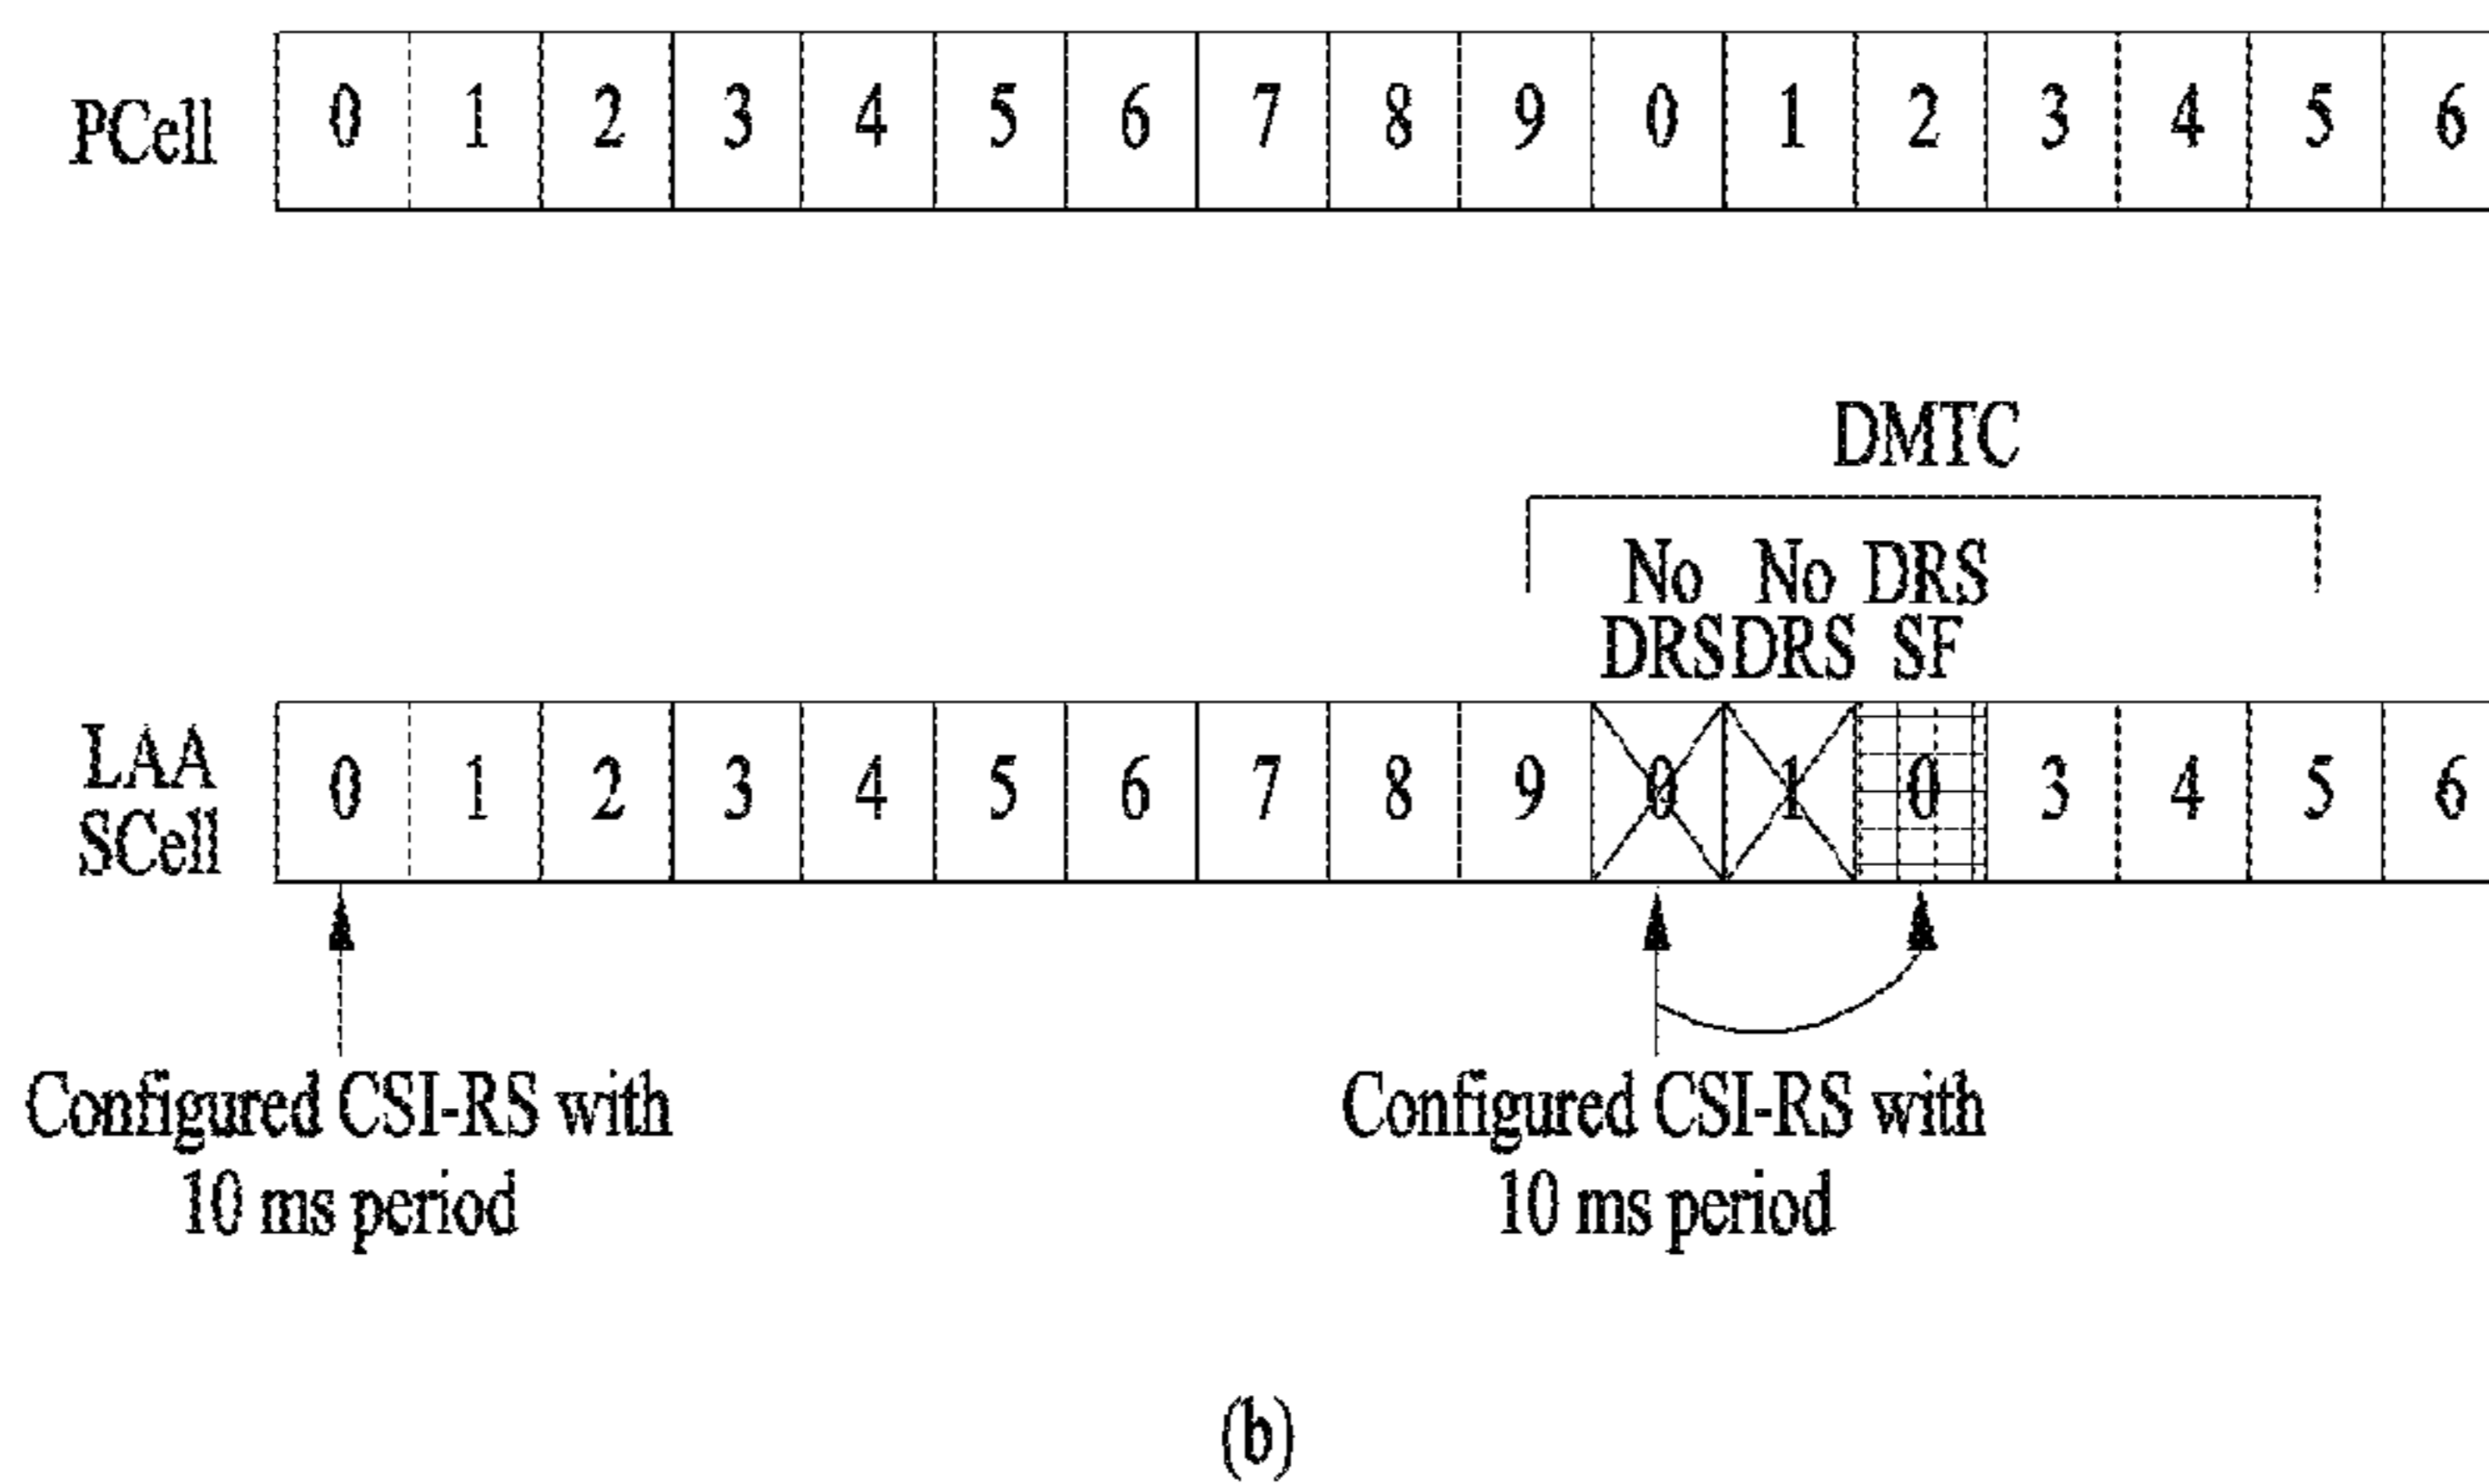 PCell 0 1 2 3 4 5 6 7 8 9 0 1 2 3 4 5 6
DMTC
No No DRS
DRS DRS SF
LAA
SCell
0 1 2 3 4 5 6 7 8 9 0 1 0 3 4 5 6
Configured CSI-RS with
10 ms period
Configured CSI-RS with
10 ms period
(b)